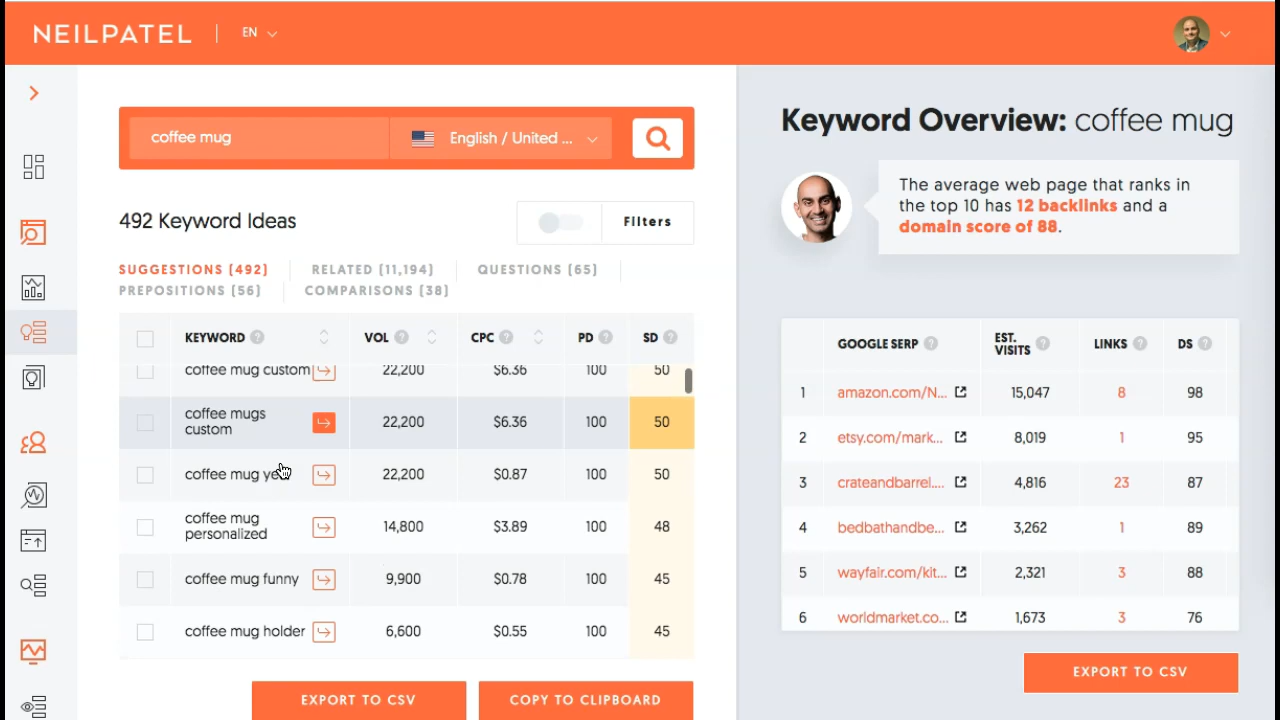 NEILPATEL
EN
coffee mug
English / United ...
492 Keyword Ideas
Filters
SUGGESTIONS (492)
RELATED (11,194)
QUESTIONS (65)
PREPOSITIONS (56)
COMPARISONS (38)
KEYWORD ? VOL ? CPC ? PD ? SD ?
coffee mug custom 22,200 $6.36 100 50
coffee mugs
custom
22,200 $6.36 100 50
coffee mug 22,200 $0.87 100 50
coffee mug
personalized
14,800 $3.89 100 48
coffee mug funny 9,900 $0.78 100 45
coffee mug holder 6,600 $0.55 100 45
EXPORT TO CSV
COPY TO CLIPBOARD
Keyword Overview: coffee mug
The average web page that ranks in
the top 10 has 12 backlinks and a
domain score of 88.
GOOGLE SERP ? EST.
VISITS ? LINKS ? DS ?
1 amazon.com/N... 15,047 8 98
2 etsy.com/mark... 8,019 1 95
3 crateandbarrel.... 4,816 23 87
4 bedbathandbe... 3,262 1 89
5 wayfair.com/kit... 2,321 3 88
6 worldmarket.co... 1,673 3 76
EXPORT TO CSV